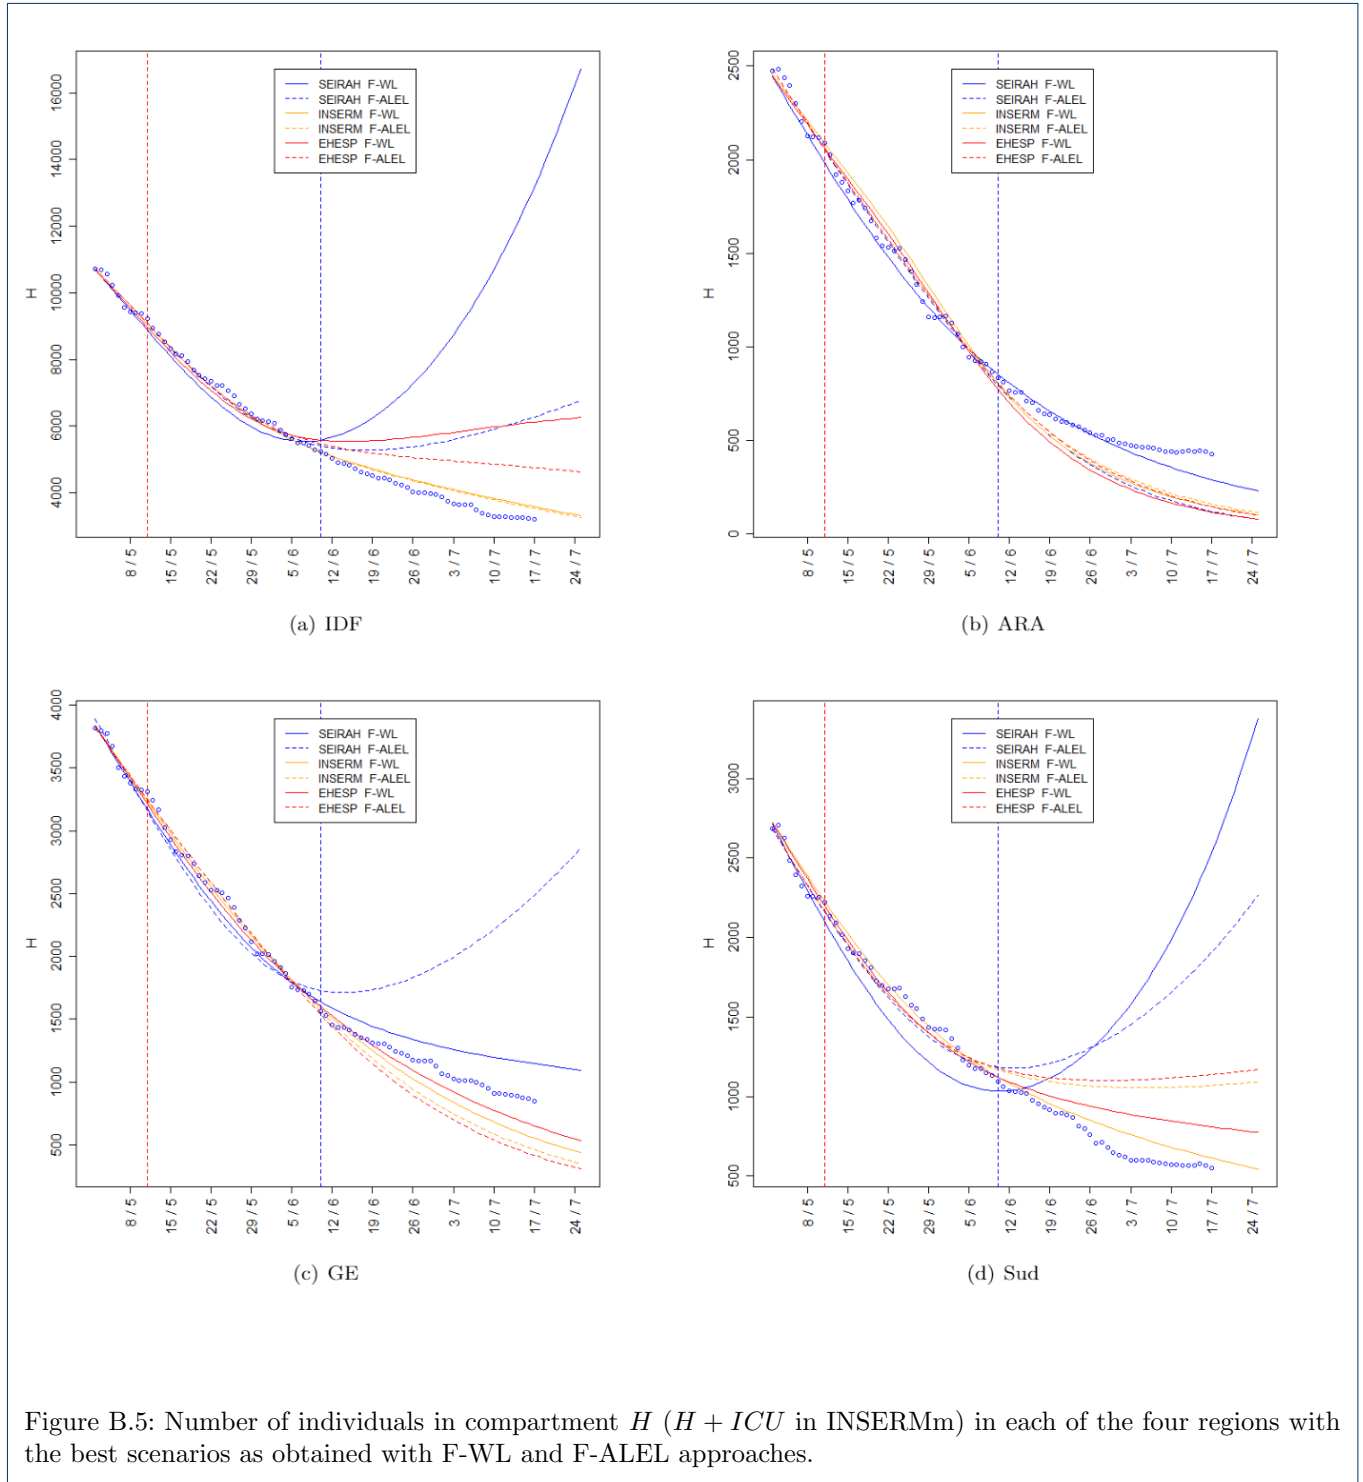 H
16000
14000
12000
10000
8000
6000
4000
SEIRAH F-WL
SEIRAH F-ALEL
INSERM F-WL
INSERM F-ALEL
EHESP F-WL
EHESP F-ALEL
8 / 5
15 / 5
22 / 5
29 / 5
5 / 6
12 / 6
19 / 6
26 / 6
3 / 7
10 / 7
17 / 7
24 / 7
(a) IDF
H
2500
2000
1500
1000
500
0
SEIRAH F-WL
SEIRAH F-ALEL
INSERM F-WL
INSERM F-ALEL
EHESP F-WL
EHESP F-ALEL
8 / 5
15 / 5
22 / 5
29 / 5
5 / 6
12 / 6
19 / 6
26 / 6
3 / 7
10 / 7
17 / 7
24 / 7
(b) ARA
H
4000
3500
3000
2500
2000
1500
1000
500
SEIRAH F-WL
SEIRAH F-ALEL
INSERM F-WL
INSERM F-ALEL
EHESP F-WL
EHESP F-ALEL
8 / 5
15 / 5
22 / 5
29 / 5
5 / 6
12 / 6
19 / 6
26 / 6
3 / 7
10 / 7
17 / 7
24 / 7
(c) GE
H
3000
2500
2000
1500
1000
500
SEIRAH F-WL
SEIRAH F-ALEL
INSERM F-WL
INSERM F-ALEL
EHESP F-WL
EHESP F-ALEL
8 / 5
15 / 5
22 / 5
29 / 5
5 / 6
12 / 6
19 / 6
26 / 6
3 / 7
10 / 7
17 / 7
24 / 7
(d) Sud
Figure B.5: Number of individuals in compartment H (H + ICU in INSERMm) in each of the four regions with
the best scenarios as obtained with F-WL and F-ALEL approaches.